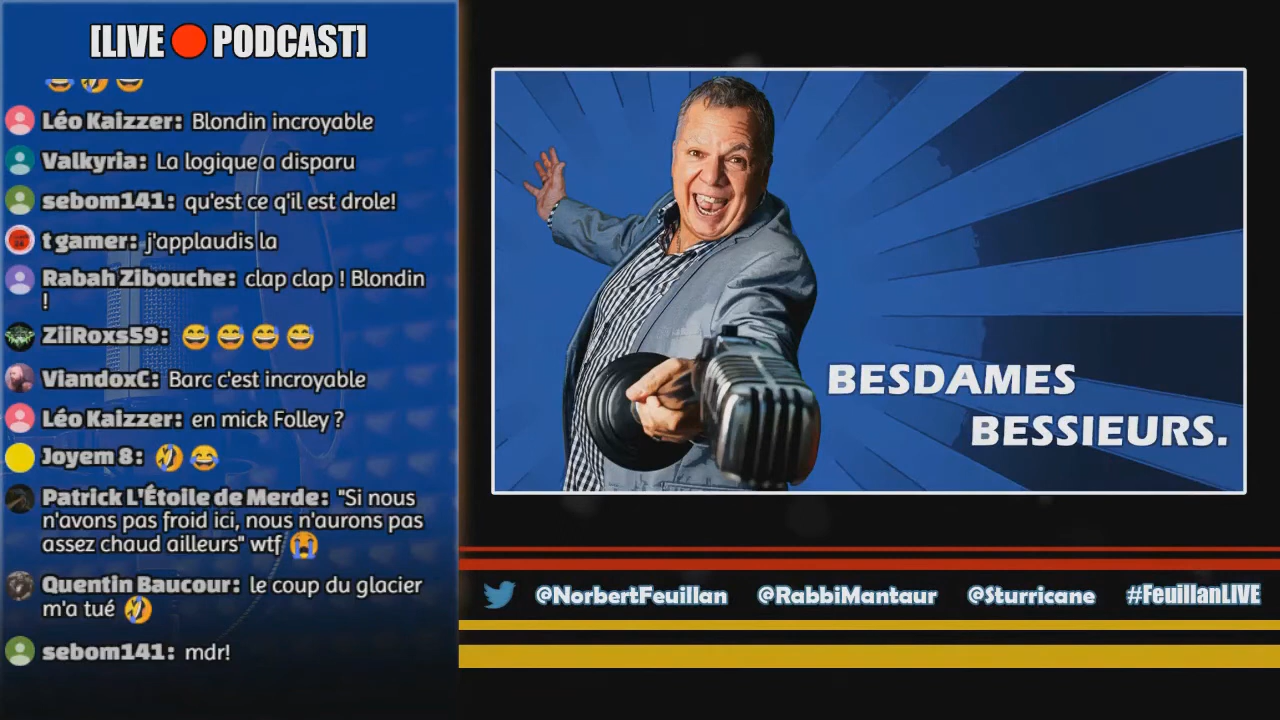 [LIVE🔴PODCAST]
😅 🤣 😅
Léo Kaizzer: Blondin incroyable
Valkyria: La logique a disparu
sebom141: qu'est ce q'il est drole!
t gamer: j'applaudis la
Rabah Zibouche: clap clap ! Blondin
!
ZiiRoxs59: 😅 😅 😅 😅
ViandoxC: Barc c'est incroyable
Léo Kaizzer: en mick Folley ?
Joyem 8: 🤣 😂
Patrick L'Étoile de Merde: "Si nous
n'avons pas froid ici, nous n'aurons pas
assez chaud ailleurs" wtf 😭
Quentin Baucour: le coup du glacier
m'a tué 🤣
sebom141: mdr!
BESDAMES
BESSIEURS.
@NorbertFeuillan @RabbiMantaur @Sturricane #FeuillanLIVE